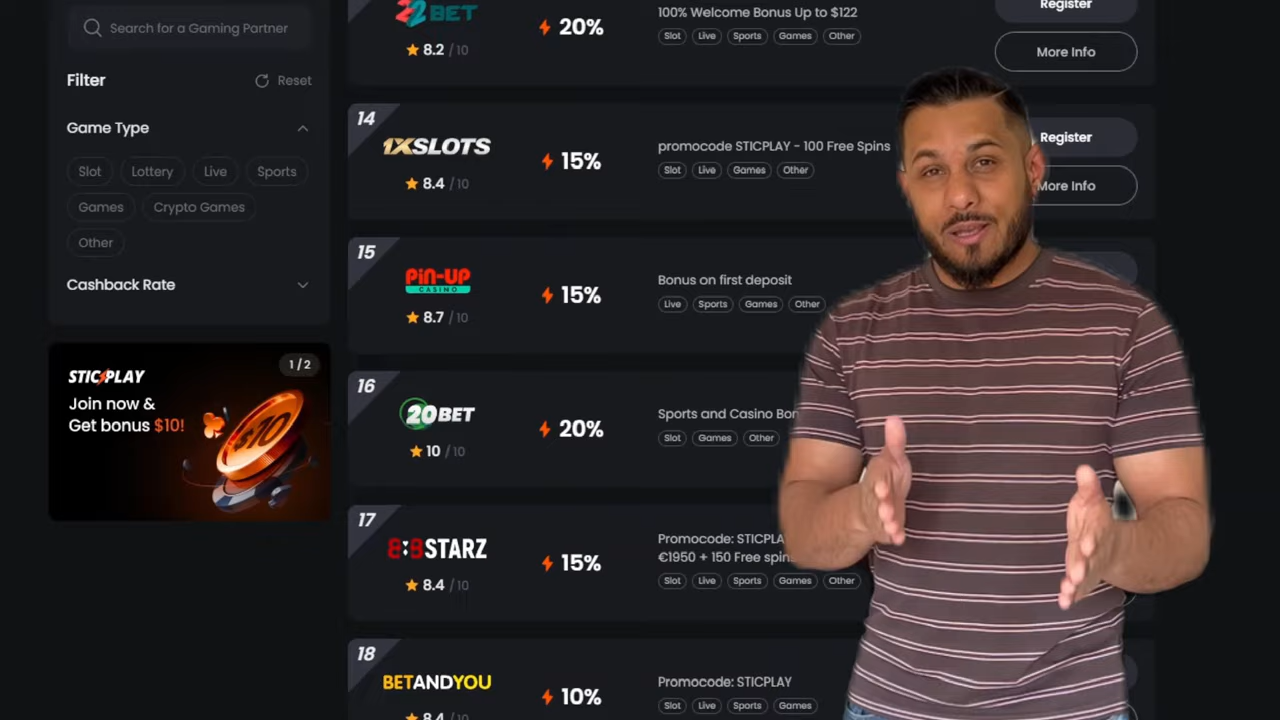 Search for a Gaming Partner
Filter
Reset
Game Type
Slot
Lottery
Live
Sports
Games
Crypto Games
Other
Cashback Rate
STICPLAY
1 / 2
Join now &
Get bonus $10!
22BET
8.2 / 10
20%
100% Welcome Bonus Up to $122
Slot Live Sports Games Other
Register
More Info
14
1XSLOTS
8.4 / 10
15%
promocode STICPLAY - 100 Free Spins
Slot Live Games Other
Register
More Info
15
PIN-UP
CASINO
8.7 / 10
15%
Bonus on first deposit
Live Sports Games Other
16
20BET
10 / 10
20%
Sports and Casino
Slot Games Other
17
888STARZ
8.4 / 10
15%
Promocode:
€1950 + 150 Free spins
Slot Live Sports Games Other
18
BETANDYOU
8.4 / 10
10%
Promocode: STICPLAY
Slot Live Sports Games